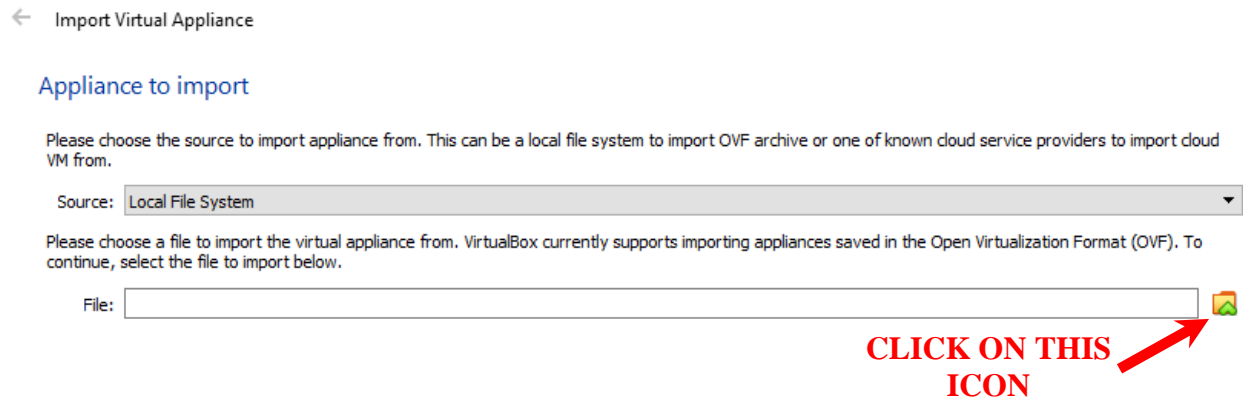 Import Virtual Appliance
Appliance to import
Please choose the source to import appliance from. This can be a local file system to import OVF archive or one of known cloud service providers to import cloud
VM from.
Source: Local File System
Please choose a file to import the virtual appliance from. VirtualBox currently supports importing appliances saved in the Open Virtualization Format (OVF). To
continue, select the file to import below.
File:
CLICK ON THIS
ICON